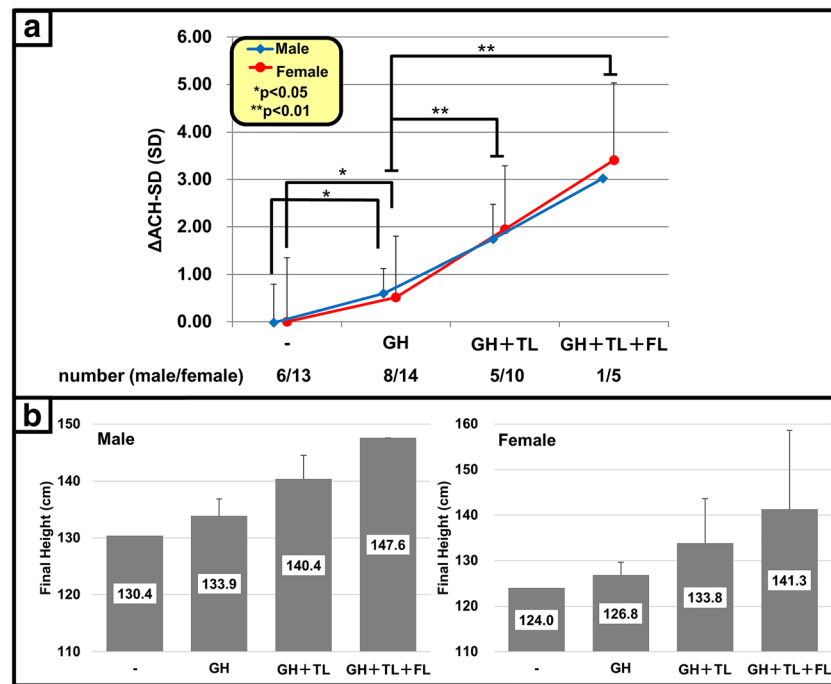 a
6.00
5.00
4.00
3.00
2.00
1.00
0.00
ΔACH-SD (SD)
Male
Female
*p<0.05
**p<0.01
*
*
**
**
- GH GH+TL GH+TL+FL
number (male/female) 6/13 8/14 5/10 1/5
b
Male
Final Height (cm)
150
140
130
120
110
130.4 133.9 140.4 147.6
- GH GH+TL GH+TL+FL
Female
Final Height (cm)
160
150
140
130
120
110
124.0 126.8 133.8 141.3
- GH GH+TL GH+TL+FL